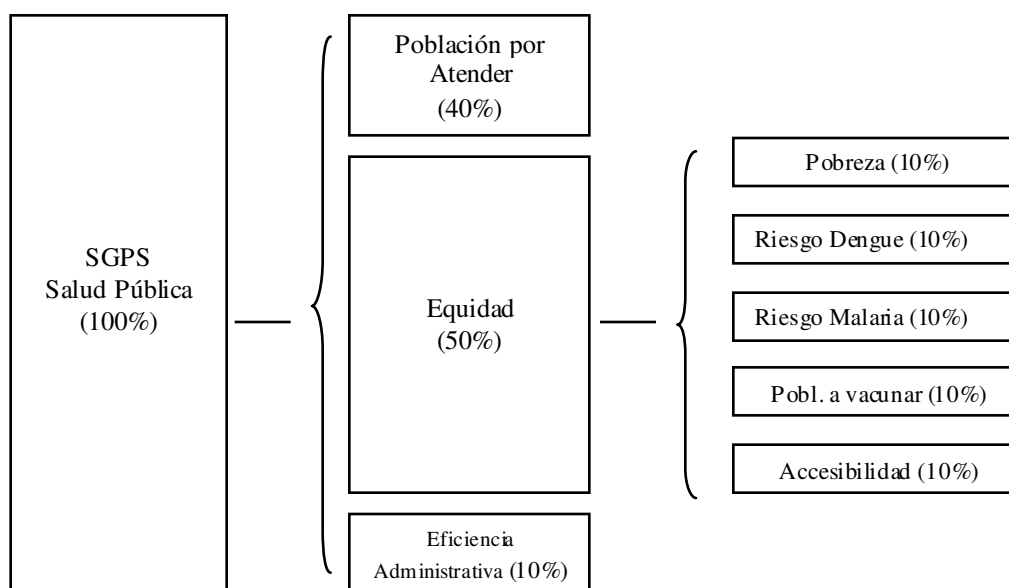 SGPS
Salud Pública
(100%)
Población por
Atender
(40%)
Equidad
(50%)
Eficiencia
Administrativa (10%)
Pobreza (10%)
Riesgo Dengue (10%)
Riesgo Malaria (10%)
Pobl. a vacunar (10%)
Accesibilidad (10%)